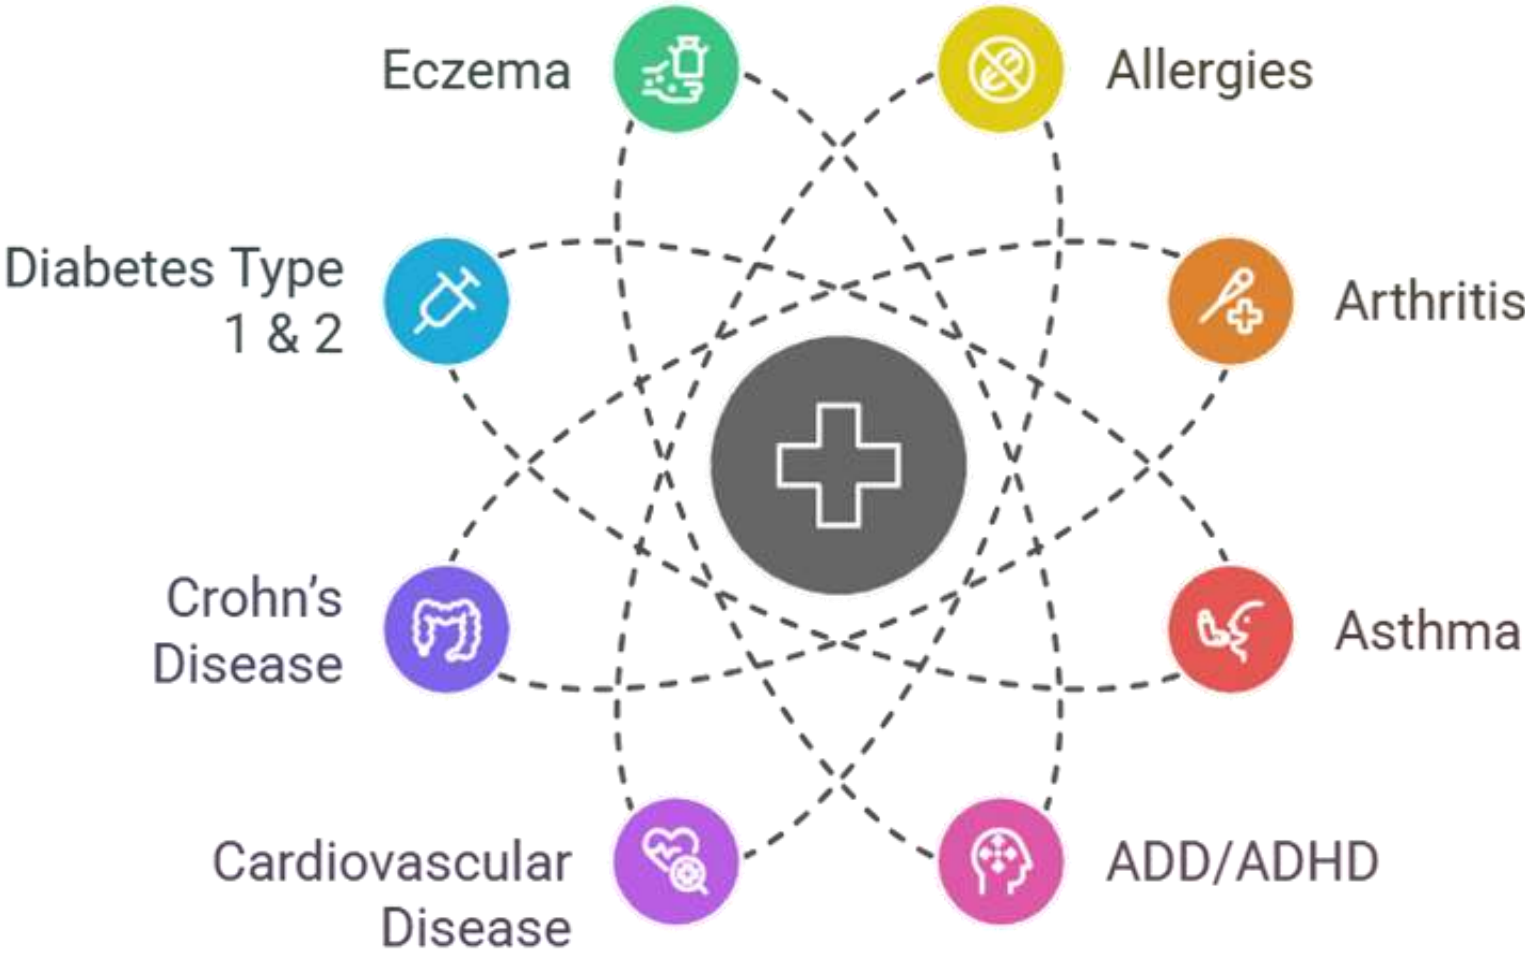 Eczema
Allergies
Diabetes Type
1 & 2
Arthritis
Crohn’s
Disease
Asthma
Cardiovascular
Disease
ADD/ADHD